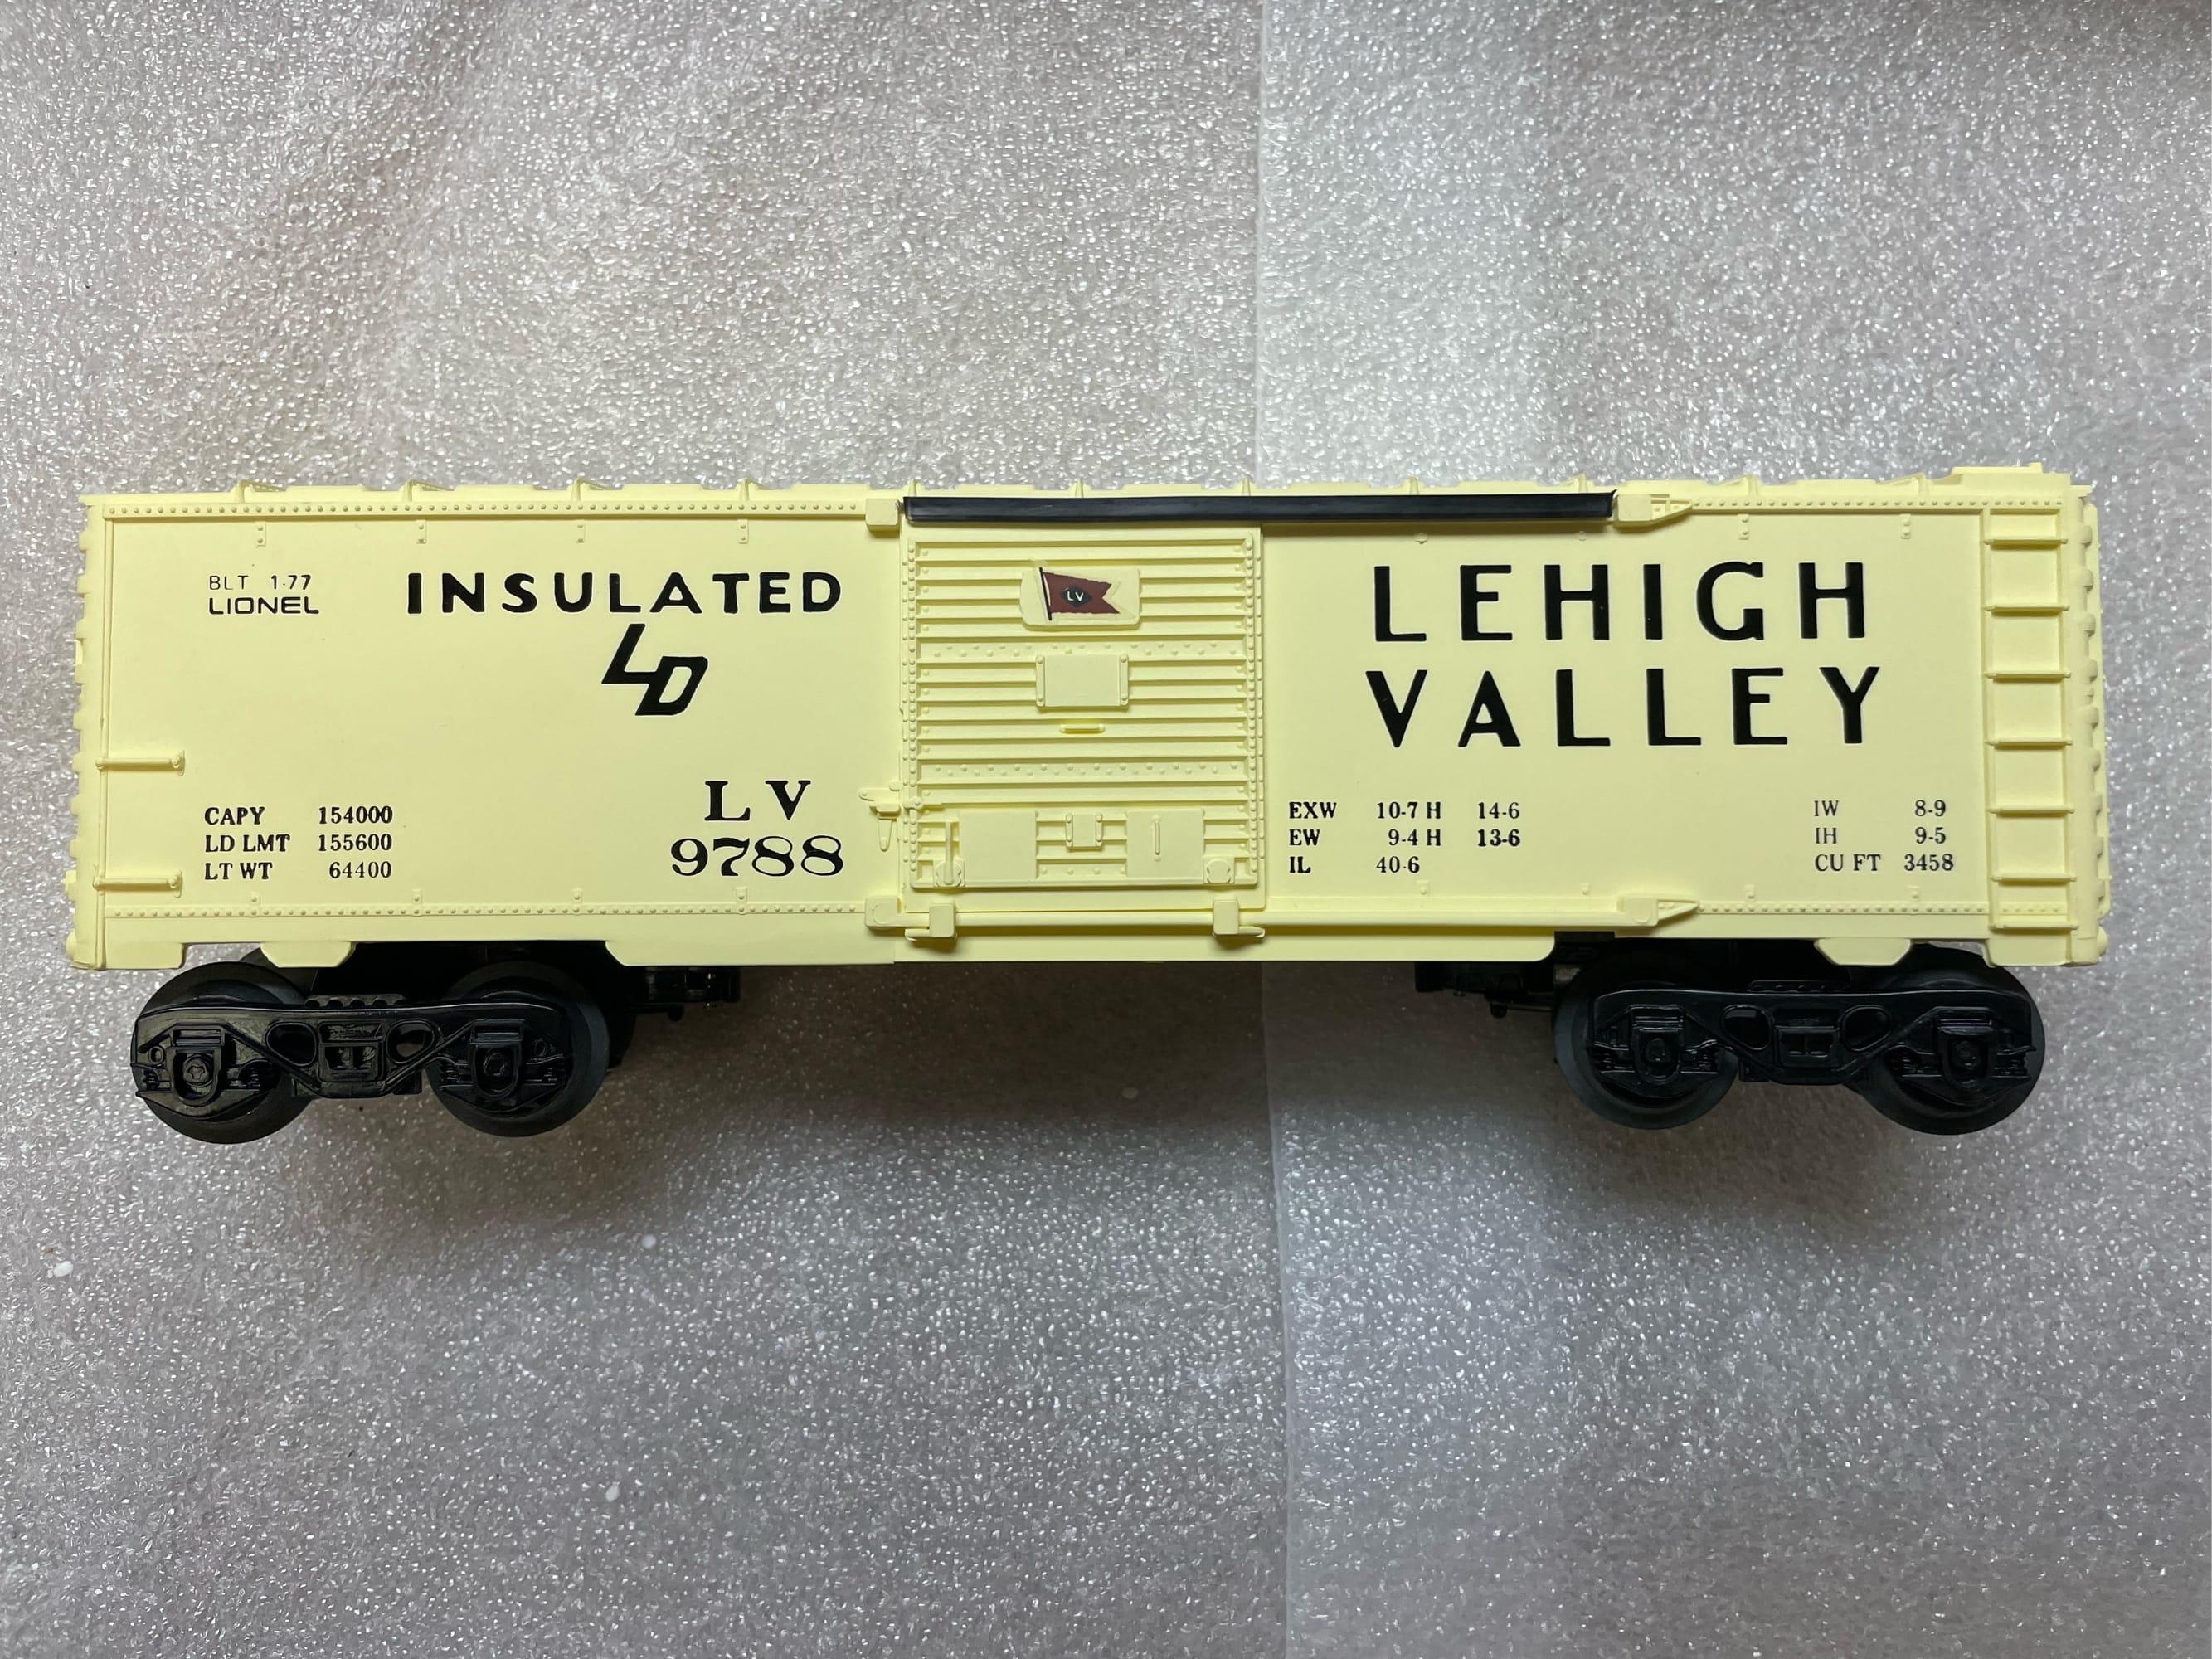 BLT 1-77
LIONEL
INSULATED
LD
CAPY 154000
LD LMT 155600
LT WT 64400
LV
9788
LV
LEHIGH
VALLEY
EXW 10-7 H 14-6
EW 9-4 H 13-6
IL 40-6
IW 8-9
IH 9-5
CU FT 3458